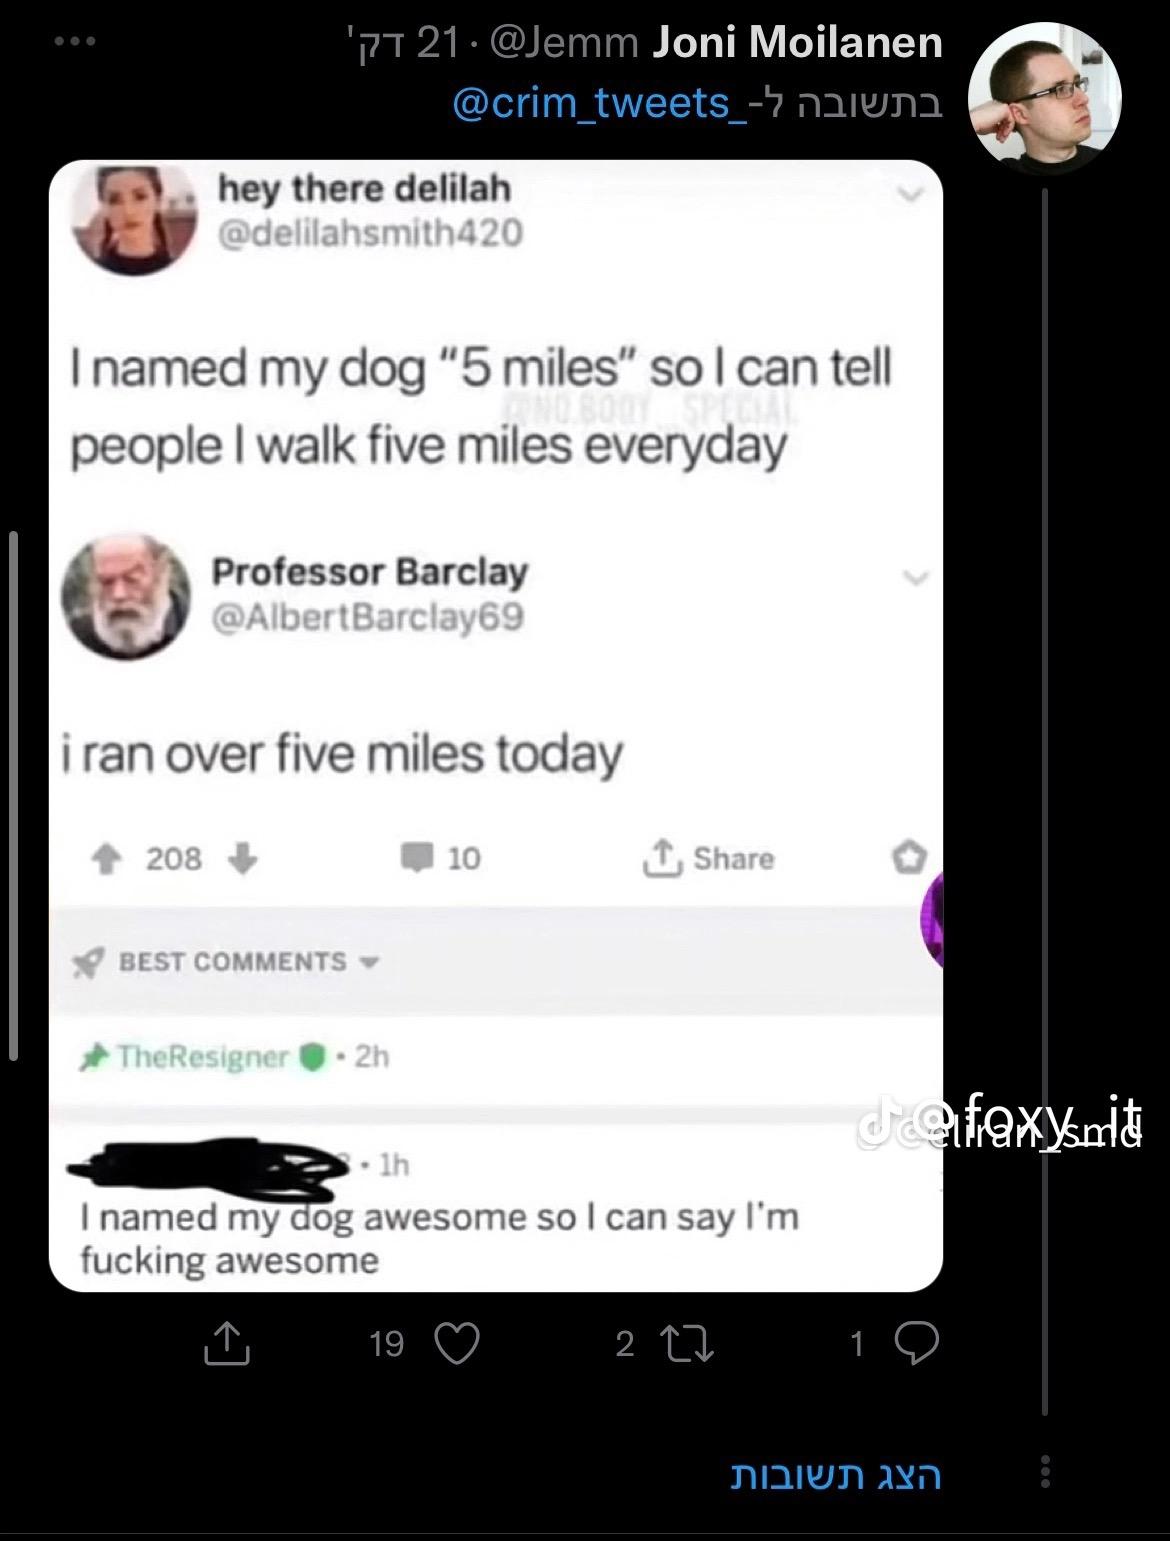 Joni Moilanen @Jemm · 21 דק'
בתשובה ל-@crim_tweets_
hey there delilah
@delilahsmith420
I named my dog “5 miles” so I can tell
@NO.BODY_SPECIAL
people I walk five miles everyday
Professor Barclay
@AlbertBarclay69
i ran over five miles today
208 10 Share
BEST COMMENTS
TheResigner • 2h
@foxy_it
@eliran_smd
• 1h
I named my dog awesome so I can say I'm
fucking awesome
19 2 1
הצג תשובות